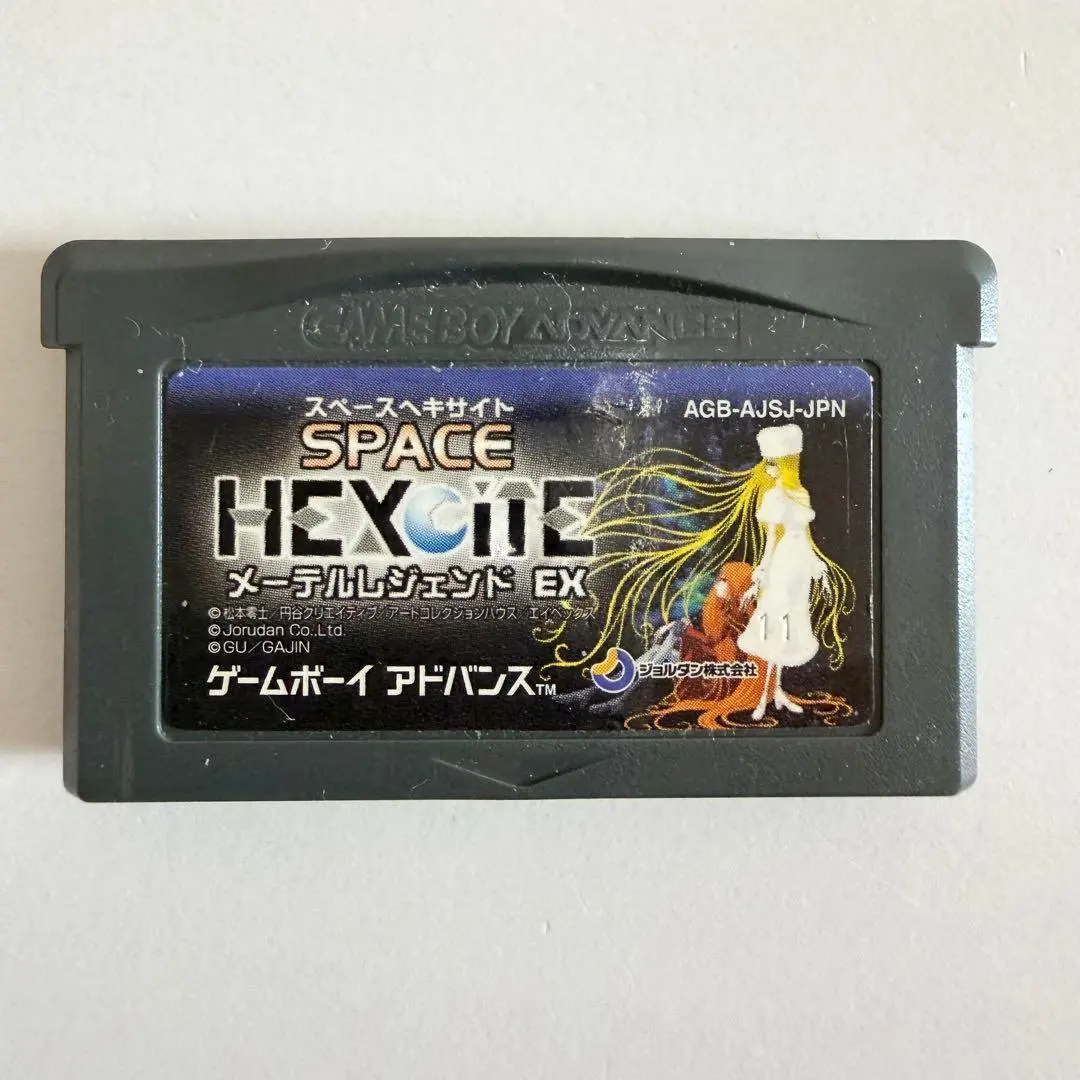 GAME BOY ADVANCE
スペースヘキサイト
AGB-AJSJ-JPN
SPACE
HEXCITE
メーテルレジェンド EX
©松本零士/円谷クリエイティブ/アートコレクションハウス/エイベックス
©Jorudan Co.,Ltd.
©GU/GAJIN
11
ジョルダン株式会社
ゲームボーイ アドバンス™